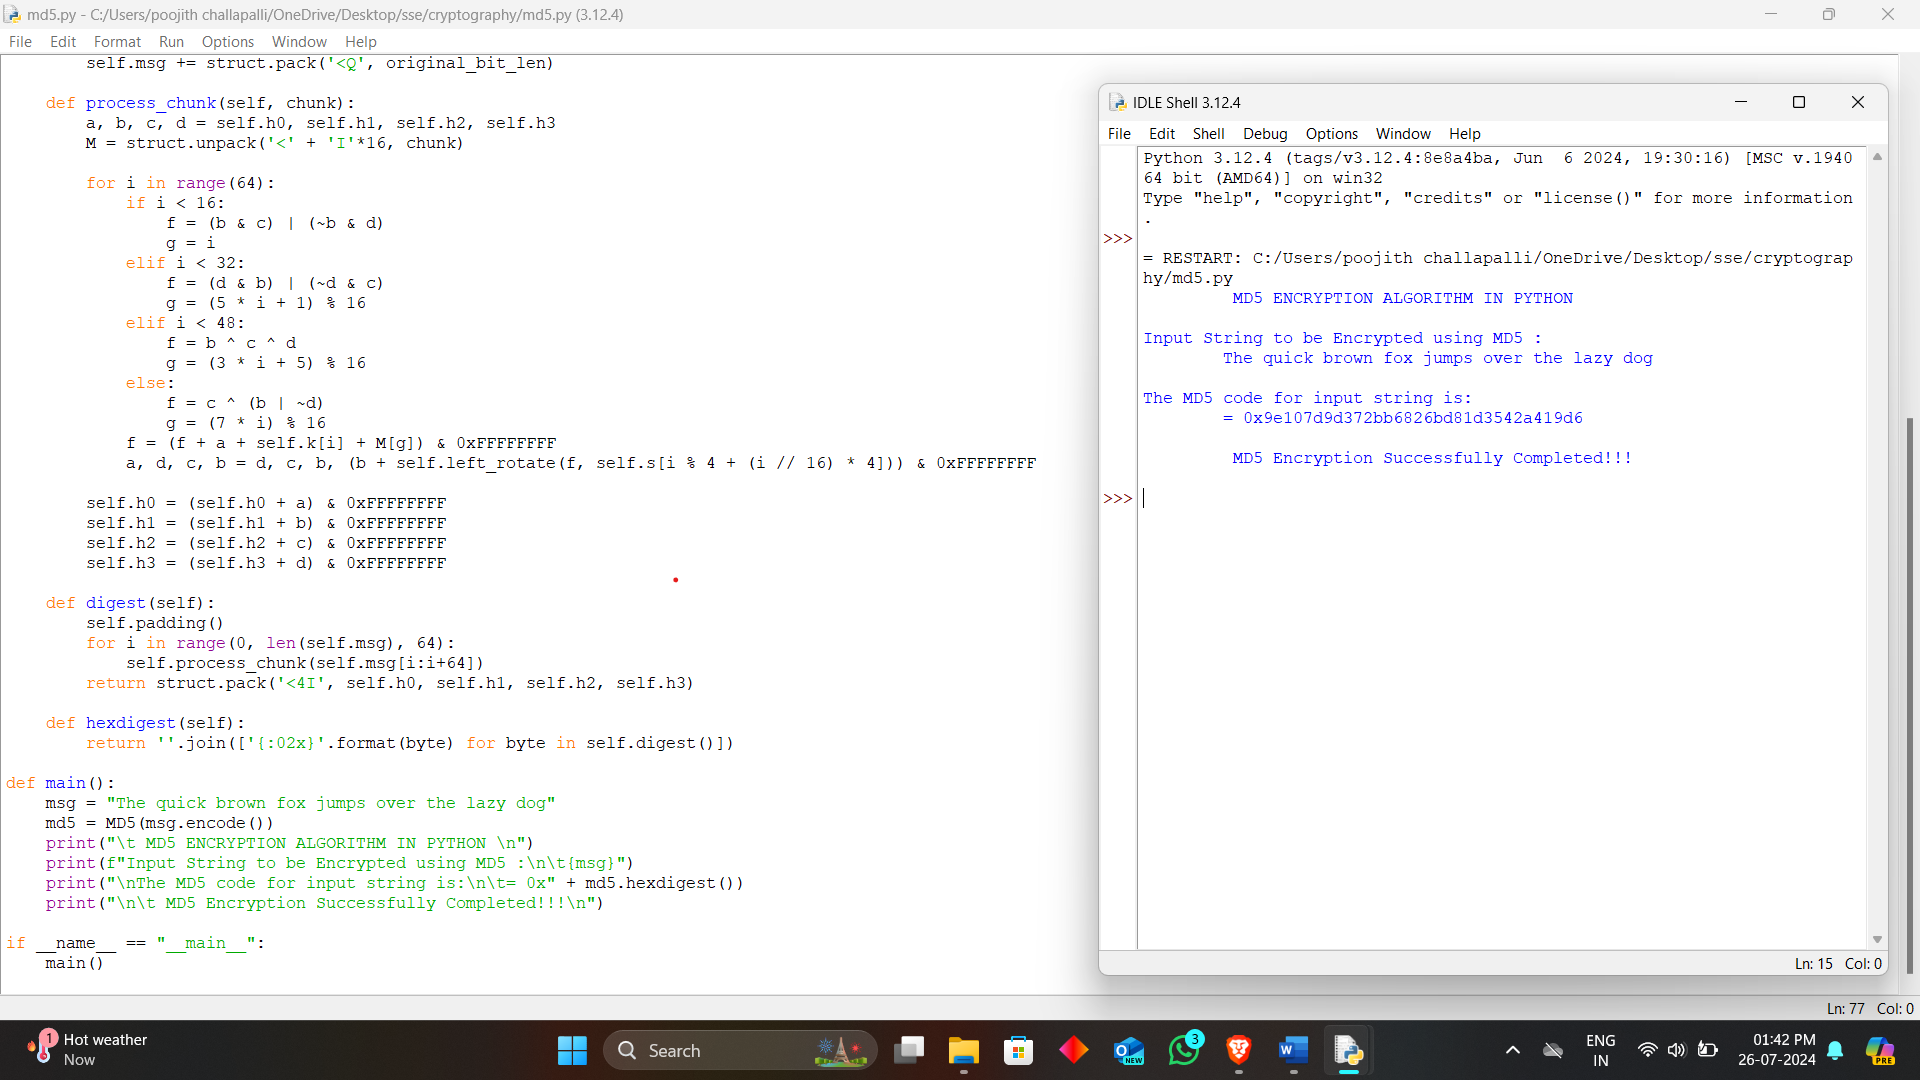 md5.py - C:/Users/poojith challapalli/OneDrive/Desktop/sse/cryptography/md5.py (3.12.4)
File Edit Format Run Options Window Help
        self.msg += struct.pack('<Q', original_bit_len)

    def process_chunk(self, chunk):
        a, b, c, d = self.h0, self.h1, self.h2, self.h3
        M = struct.unpack('<' + 'I'*16, chunk)

        for i in range(64):
            if i < 16:
                f = (b & c) | (~b & d)
                g = i
            elif i < 32:
                f = (d & b) | (~d & c)
                g = (5 * i + 1) % 16
            elif i < 48:
                f = b ^ c ^ d
                g = (3 * i + 5) % 16
            else:
                f = c ^ (b | ~d)
                g = (7 * i) % 16
            f = (f + a + self.k[i] + M[g]) & 0xFFFFFFFF
            a, d, c, b = d, c, b, (b + self.left_rotate(f, self.s[i % 4 + (i // 16) * 4])) & 0xFFFFFFFF

        self.h0 = (self.h0 + a) & 0xFFFFFFFF
        self.h1 = (self.h1 + b) & 0xFFFFFFFF
        self.h2 = (self.h2 + c) & 0xFFFFFFFF
        self.h3 = (self.h3 + d) & 0xFFFFFFFF

    def digest(self):
        self.padding()
        for i in range(0, len(self.msg), 64):
            self.process_chunk(self.msg[i:i+64])
        return struct.pack('<4I', self.h0, self.h1, self.h2, self.h3)

    def hexdigest(self):
        return ''.join(['{:02x}'.format(byte) for byte in self.digest()])

def main():
    msg = "The quick brown fox jumps over the lazy dog"
    md5 = MD5(msg.encode())
    print("\t MD5 ENCRYPTION ALGORITHM IN PYTHON \n")
    print(f"Input String to be Encrypted using MD5 :\n\t{msg}")
    print("\nThe MD5 code for input string is:\n\t= 0x" + md5.hexdigest())
    print("\n\t MD5 Encryption Successfully Completed!!!\n")

if __name__ == "__main__":
    main()
IDLE Shell 3.12.4
File Edit Shell Debug Options Window Help
Python 3.12.4 (tags/v3.12.4:8e8a4ba, Jun  6 2024, 19:30:16) [MSC v.1940
64 bit (AMD64)] on win32
Type "help", "copyright", "credits" or "license()" for more information
.
>>>
= RESTART: C:/Users/poojith challapalli/OneDrive/Desktop/sse/cryptograp
hy/md5.py
         MD5 ENCRYPTION ALGORITHM IN PYTHON

Input String to be Encrypted using MD5 :
        The quick brown fox jumps over the lazy dog

The MD5 code for input string is:
        = 0x9e107d9d372bb6826bd81d3542a419d6

         MD5 Encryption Successfully Completed!!!

>>>
Ln: 15 Col: 0
Ln: 77 Col: 0
1
Hot weather
Now
Search
NEW
3
W
ENG
IN
01:42 PM
26-07-2024
PRE